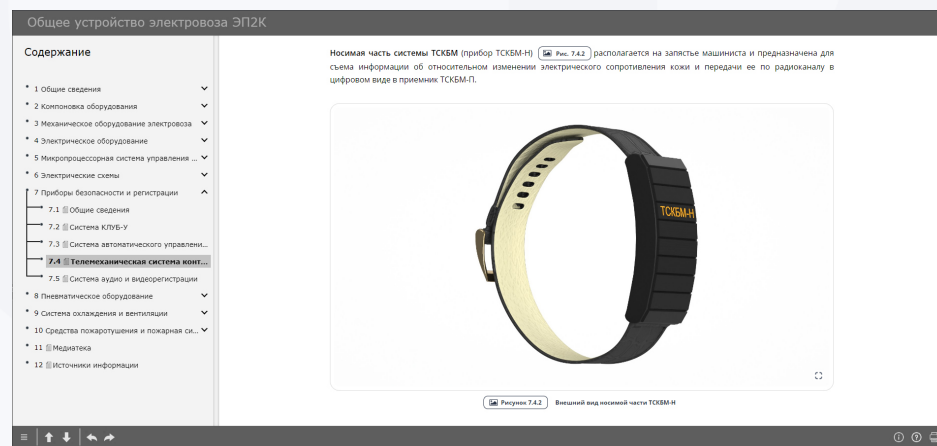 Общее устройство электровоза ЭП2К
Содержание
1 Общие сведения
2 Компоновка оборудования
3 Механическое оборудование электровоза
4 Электрическое оборудование
5 Микропроцессорная система управления ...
6 Электрические схемы
7 Приборы безопасности и регистрации
7.1 Общие сведения
7.2 Система КЛУБ-У
7.3 Система автоматического управлени...
7.4 Телемеханическая система конт...
7.5 Система аудио и видеорегистрации
8 Пневматическое оборудование
9 Система охлаждения и вентиляции
10 Средства пожаротушения и пожарная си...
11 Медиатека
12 Источники информации
Носимая часть системы ТСКБМ (прибор ТСКБМ-Н) Рис. 7.4.2 располагается на запястье машиниста и предназначена для
съема информации об относительном изменении электрического сопротивления кожи и передачи ее по радиоканалу в
цифровом виде в приемник ТСКБМ-П.
ТСКБМ-Н
Рисунок 7.4.2 Внешний вид носимой части ТСКБМ-Н